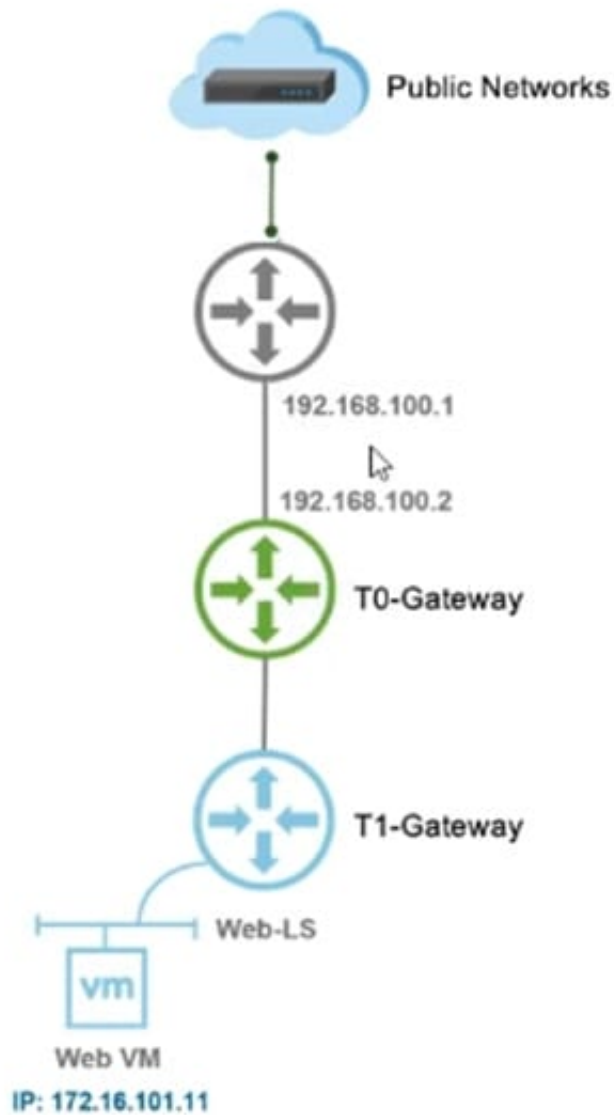 Public Networks
192.168.100.1
192.168.100.2
T0-Gateway
T1-Gateway
Web-LS
vm
Web VM
IP: 172.16.101.11